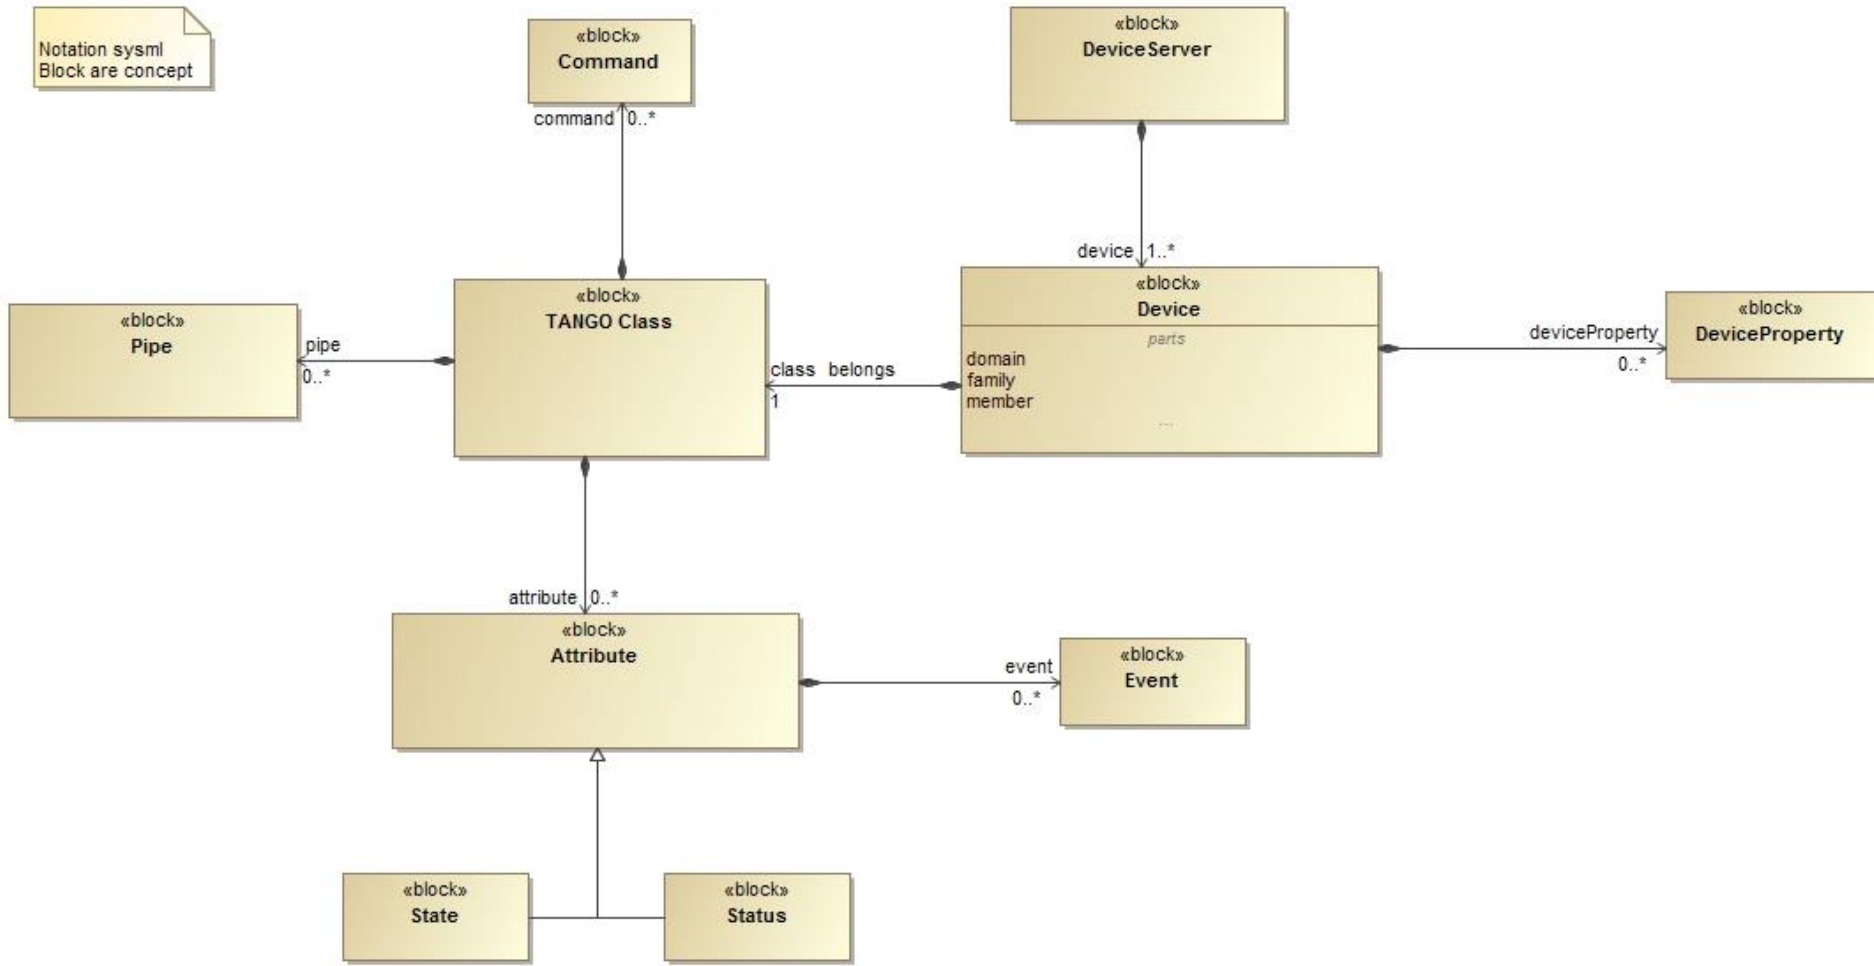 Notation sysml
Block are concept
«block»
Command
command
0..*
«block»
DeviceServer
device
1..*
«block»
Pipe
pipe
0..*
«block»
TANGO Class
class belongs
1
«block»
Device
parts
domain
family
member
...
deviceProperty
0..*
«block»
DeviceProperty
attribute
0..*
«block»
Attribute
event
0..*
«block»
Event
«block»
State
«block»
Status